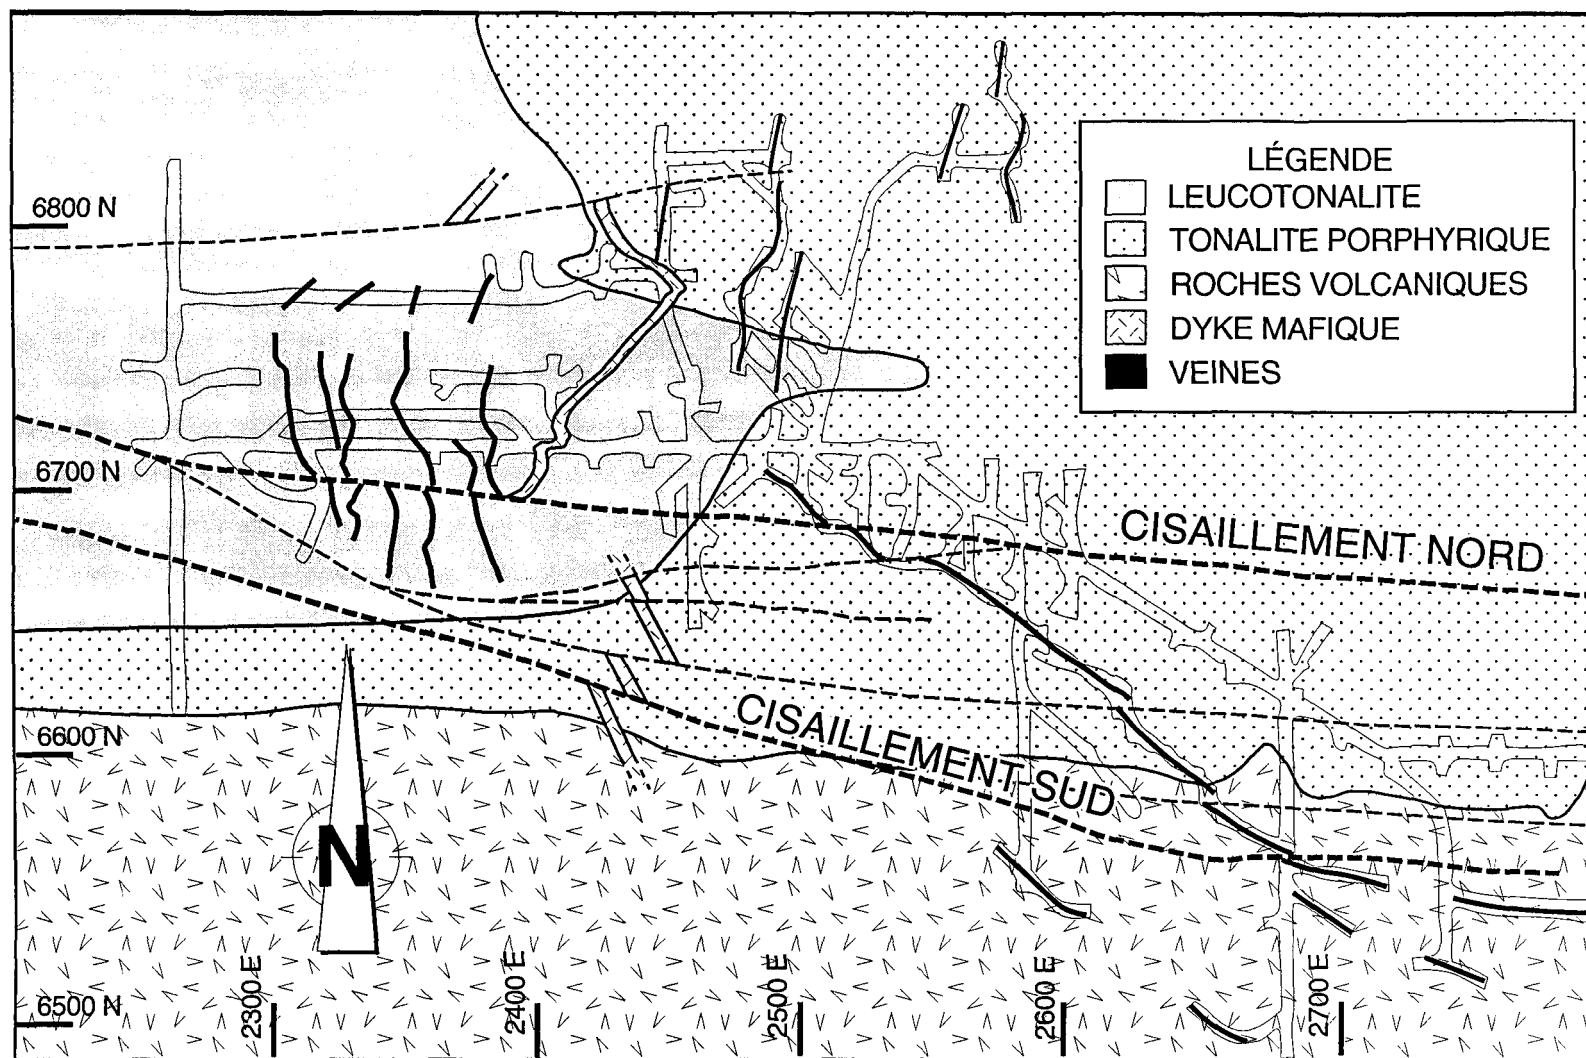 LÉGENDE
LEUCOTONALITE
TONALITE PORPHYRIQUE
ROCHES VOLCANIQUES
DYKE MAFIQUE
VEINES
6800 N
6700 N
CISAILLEMENT NORD
6600 N
CISAILLEMENT SUD
N
6500 N
2300 E
2400 E
2500 E
2600 E
2700 E